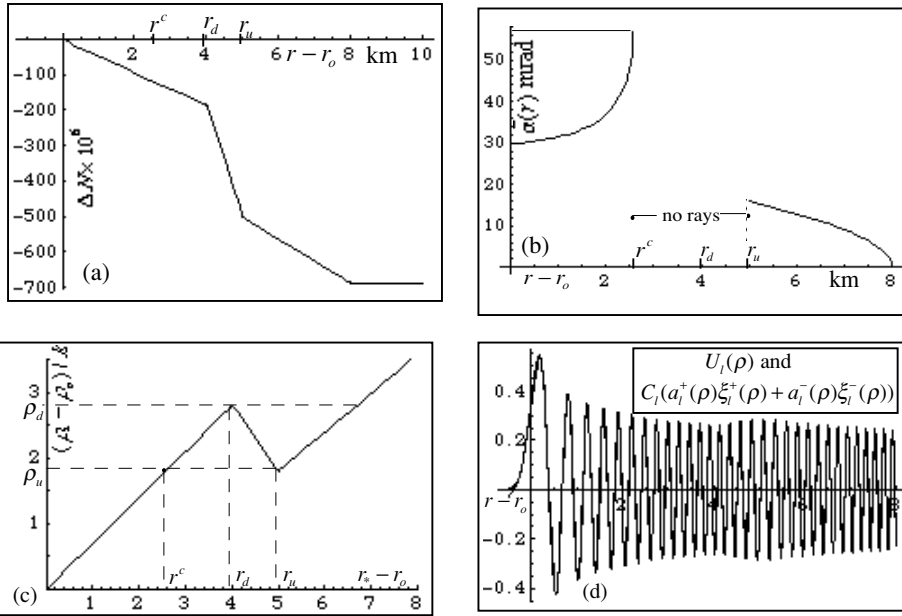 r^c r_d r_u
2 4 6 r − r_o 8 km 10
-100
-200
-300
-400
-500
-600
-700
ΔN × 10^6
(a)
50
40
30
20
10
α̃(r) mrad
no rays
(b)
r^c r_d r_u
r − r_o 2 4 6 km 8
3
2
1
ρ_d
ρ_u
(c)
r^c r_d r_u r_* − r_o
1 2 3 4 5 6 7 8
U_l(ρ) and
C_l(a_l^+(ρ)ξ_l^+(ρ) + a_l^-(ρ)ξ_l^-(ρ))
0.4
0.2
r − r_o 2 4 6 8
-0.2
-0.4
(d)